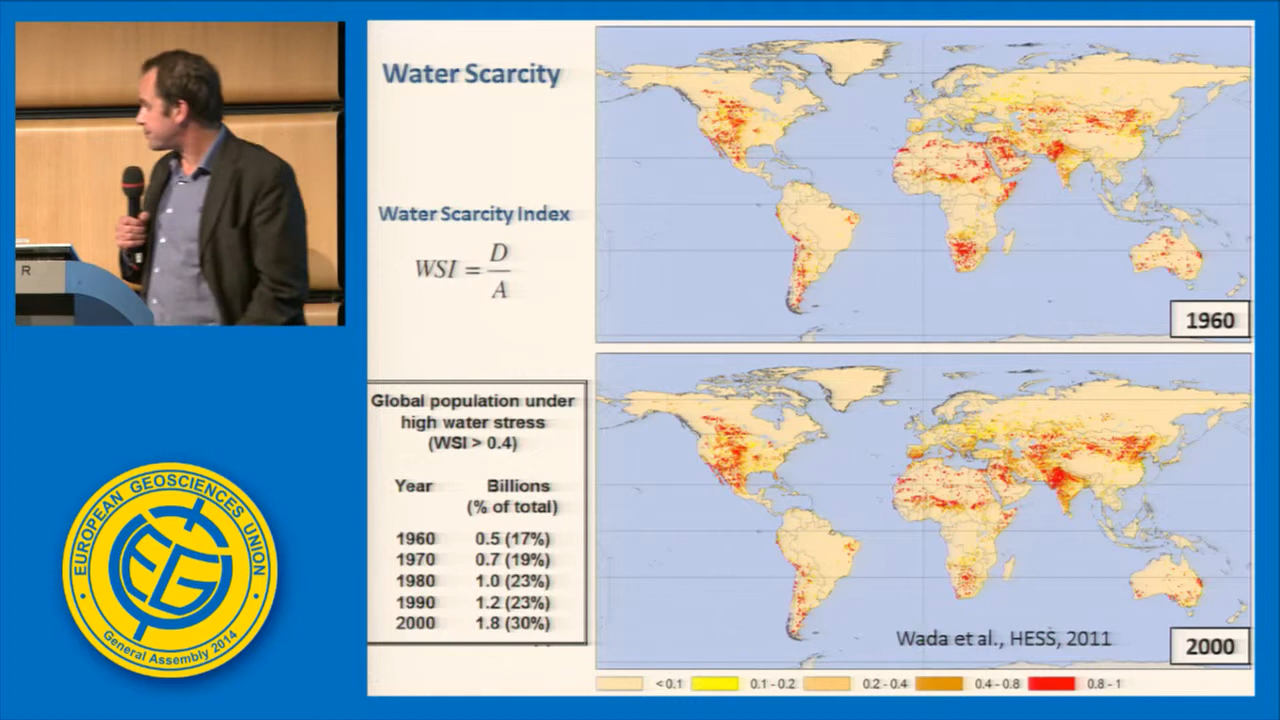 R
EUROPEAN GEOSCIENCES UNION
EG
General Assembly 2014
Water Scarcity
Water Scarcity Index
WSI = D
A
Global population under
high water stress
(WSI > 0.4)
Year Billions
(% of total)
1960 0.5 (17%)
1970 0.7 (19%)
1980 1.0 (23%)
1990 1.2 (23%)
2000 1.8 (30%)
1960
Wada et al., HESS, 2011
2000
< 0.1 0.1 - 0.2 0.2 - 0.4 0.4 - 0.8 0.8 - 1